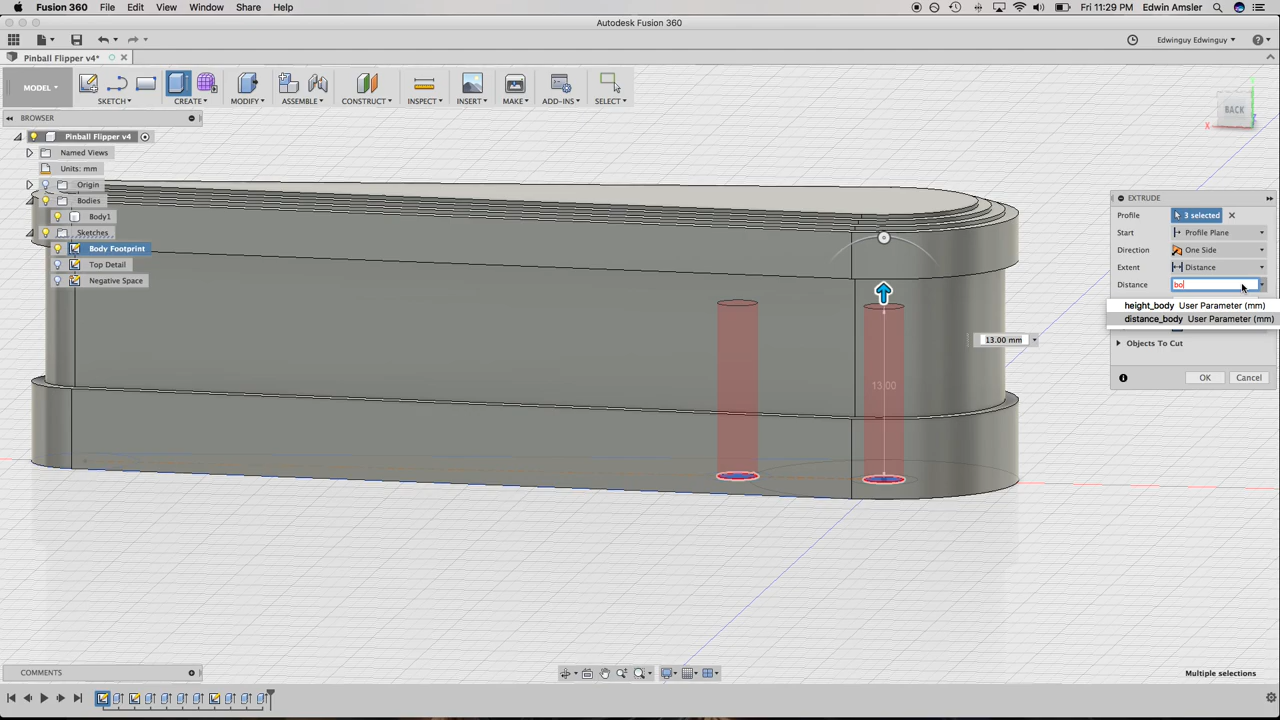 Fusion 360 File Edit View Window Share Help
Fri 11:29 PM Edwin Amsler
Autodesk Fusion 360
Pinball Flipper v4*
Edwinguy Edwinguy
MODEL
SKETCH CREATE MODIFY ASSEMBLE CONSTRUCT INSPECT INSERT MAKE ADD-INS SELECT
BROWSER
Pinball Flipper v4
Named Views
Units: mm
Origin
Bodies
Body1
Sketches
Body Footprint
Top Detail
Negative Space
BACK
X
EXTRUDE
Profile 3 selected
Start Profile Plane
Direction One Side
Extent Distance
Distance bo
height_body User Parameter (mm)
distance_body User Parameter (mm)
Objects To Cut
OK Cancel
13.00 mm
13.00
COMMENTS
Multiple selections